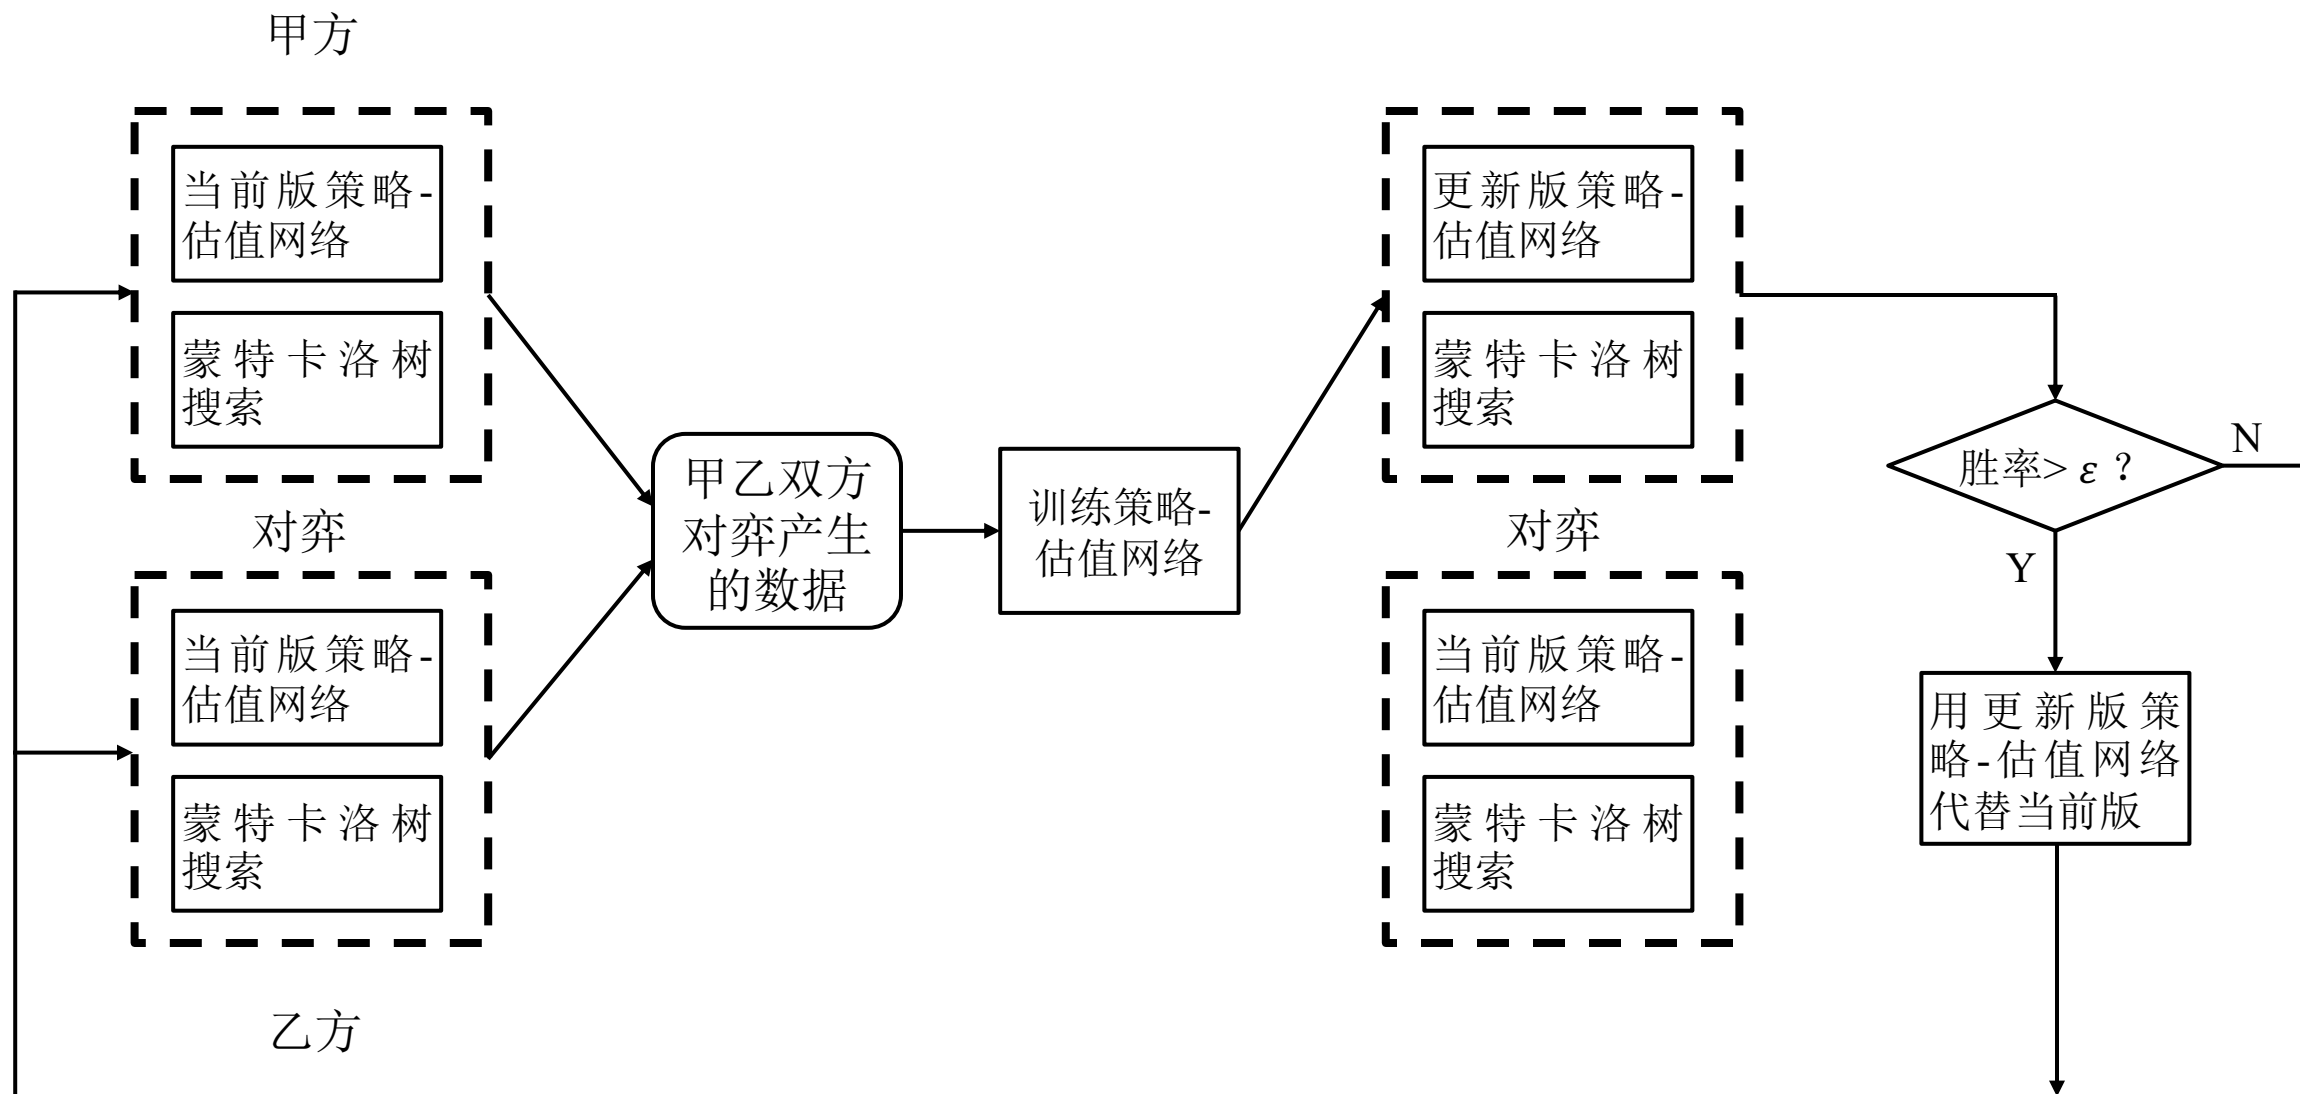 甲方
当前版策略-
估值网络
蒙特卡洛树
搜索
对弈
当前版策略-
估值网络
蒙特卡洛树
搜索
乙方
甲乙双方
对弈产生
的数据
训练策略-
估值网络
更新版策略-
估值网络
蒙特卡洛树
搜索
对弈
当前版策略-
估值网络
蒙特卡洛树
搜索
胜率> ε ？
N
Y
用更新版策
略-估值网络
代替当前版